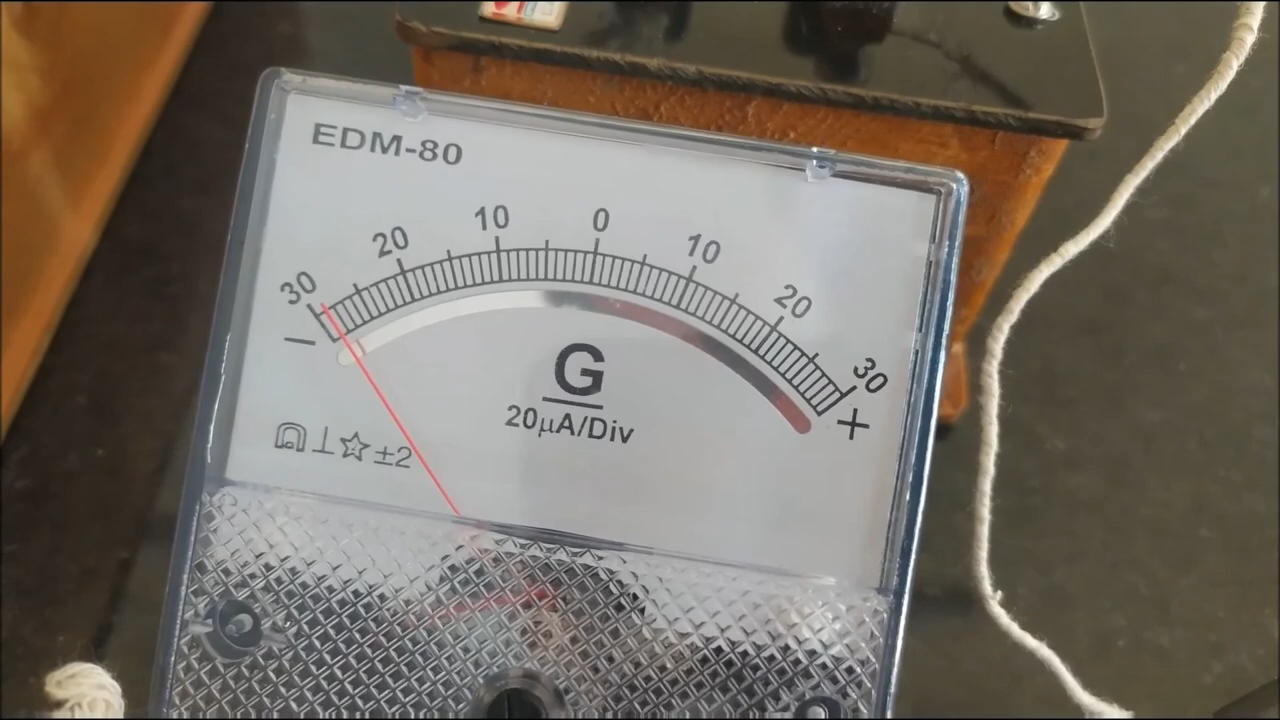 EDM-80
30 20 10 0 10 20 30
− +
G
20µA/Div
⊥ ☆ ±2